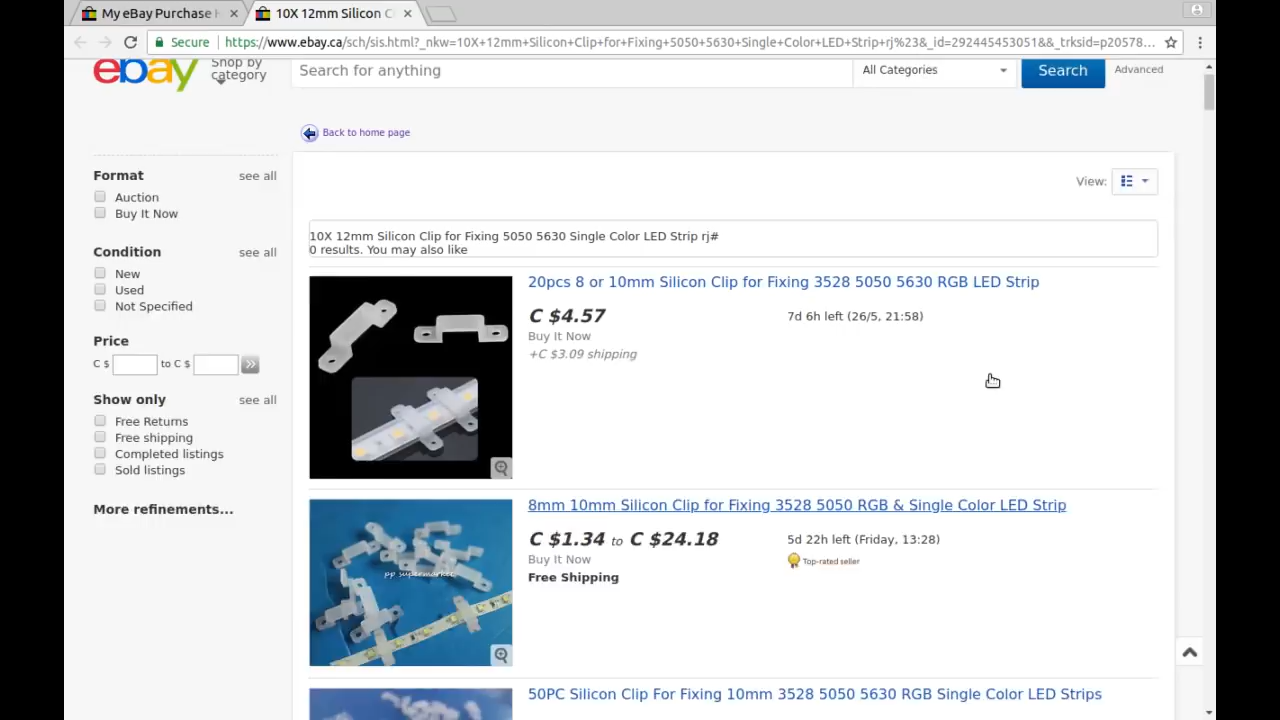 My eBay Purchase H
10X 12mm Silicon C
Secure
https://www.ebay.ca/sch/sis.html?_nkw=10X+12mm+Silicon+Clip+for+Fixing+5050+5630+Single+Color+LED+Strip+rj%23&_id=292445453051&&_trksid=p20578...
ebay
Shop by
category
Search for anything
All Categories
Search
Advanced
Back to home page
Format
see all
Auction
Buy It Now
Condition
see all
New
Used
Not Specified
Price
C $
to C $
Show only
see all
Free Returns
Free shipping
Completed listings
Sold listings
More refinements...
View:
10X 12mm Silicon Clip for Fixing 5050 5630 Single Color LED Strip rj#
0 results. You may also like
20pcs 8 or 10mm Silicon Clip for Fixing 3528 5050 5630 RGB LED Strip
C $4.57
7d 6h left (26/5, 21:58)
Buy It Now
+C $3.09 shipping
8mm 10mm Silicon Clip for Fixing 3528 5050 RGB & Single Color LED Strip
C $1.34 to C $24.18
5d 22h left (Friday, 13:28)
Buy It Now
Top-rated seller
Free Shipping
pp supermarket
50PC Silicon Clip For Fixing 10mm 3528 5050 5630 RGB Single Color LED Strips